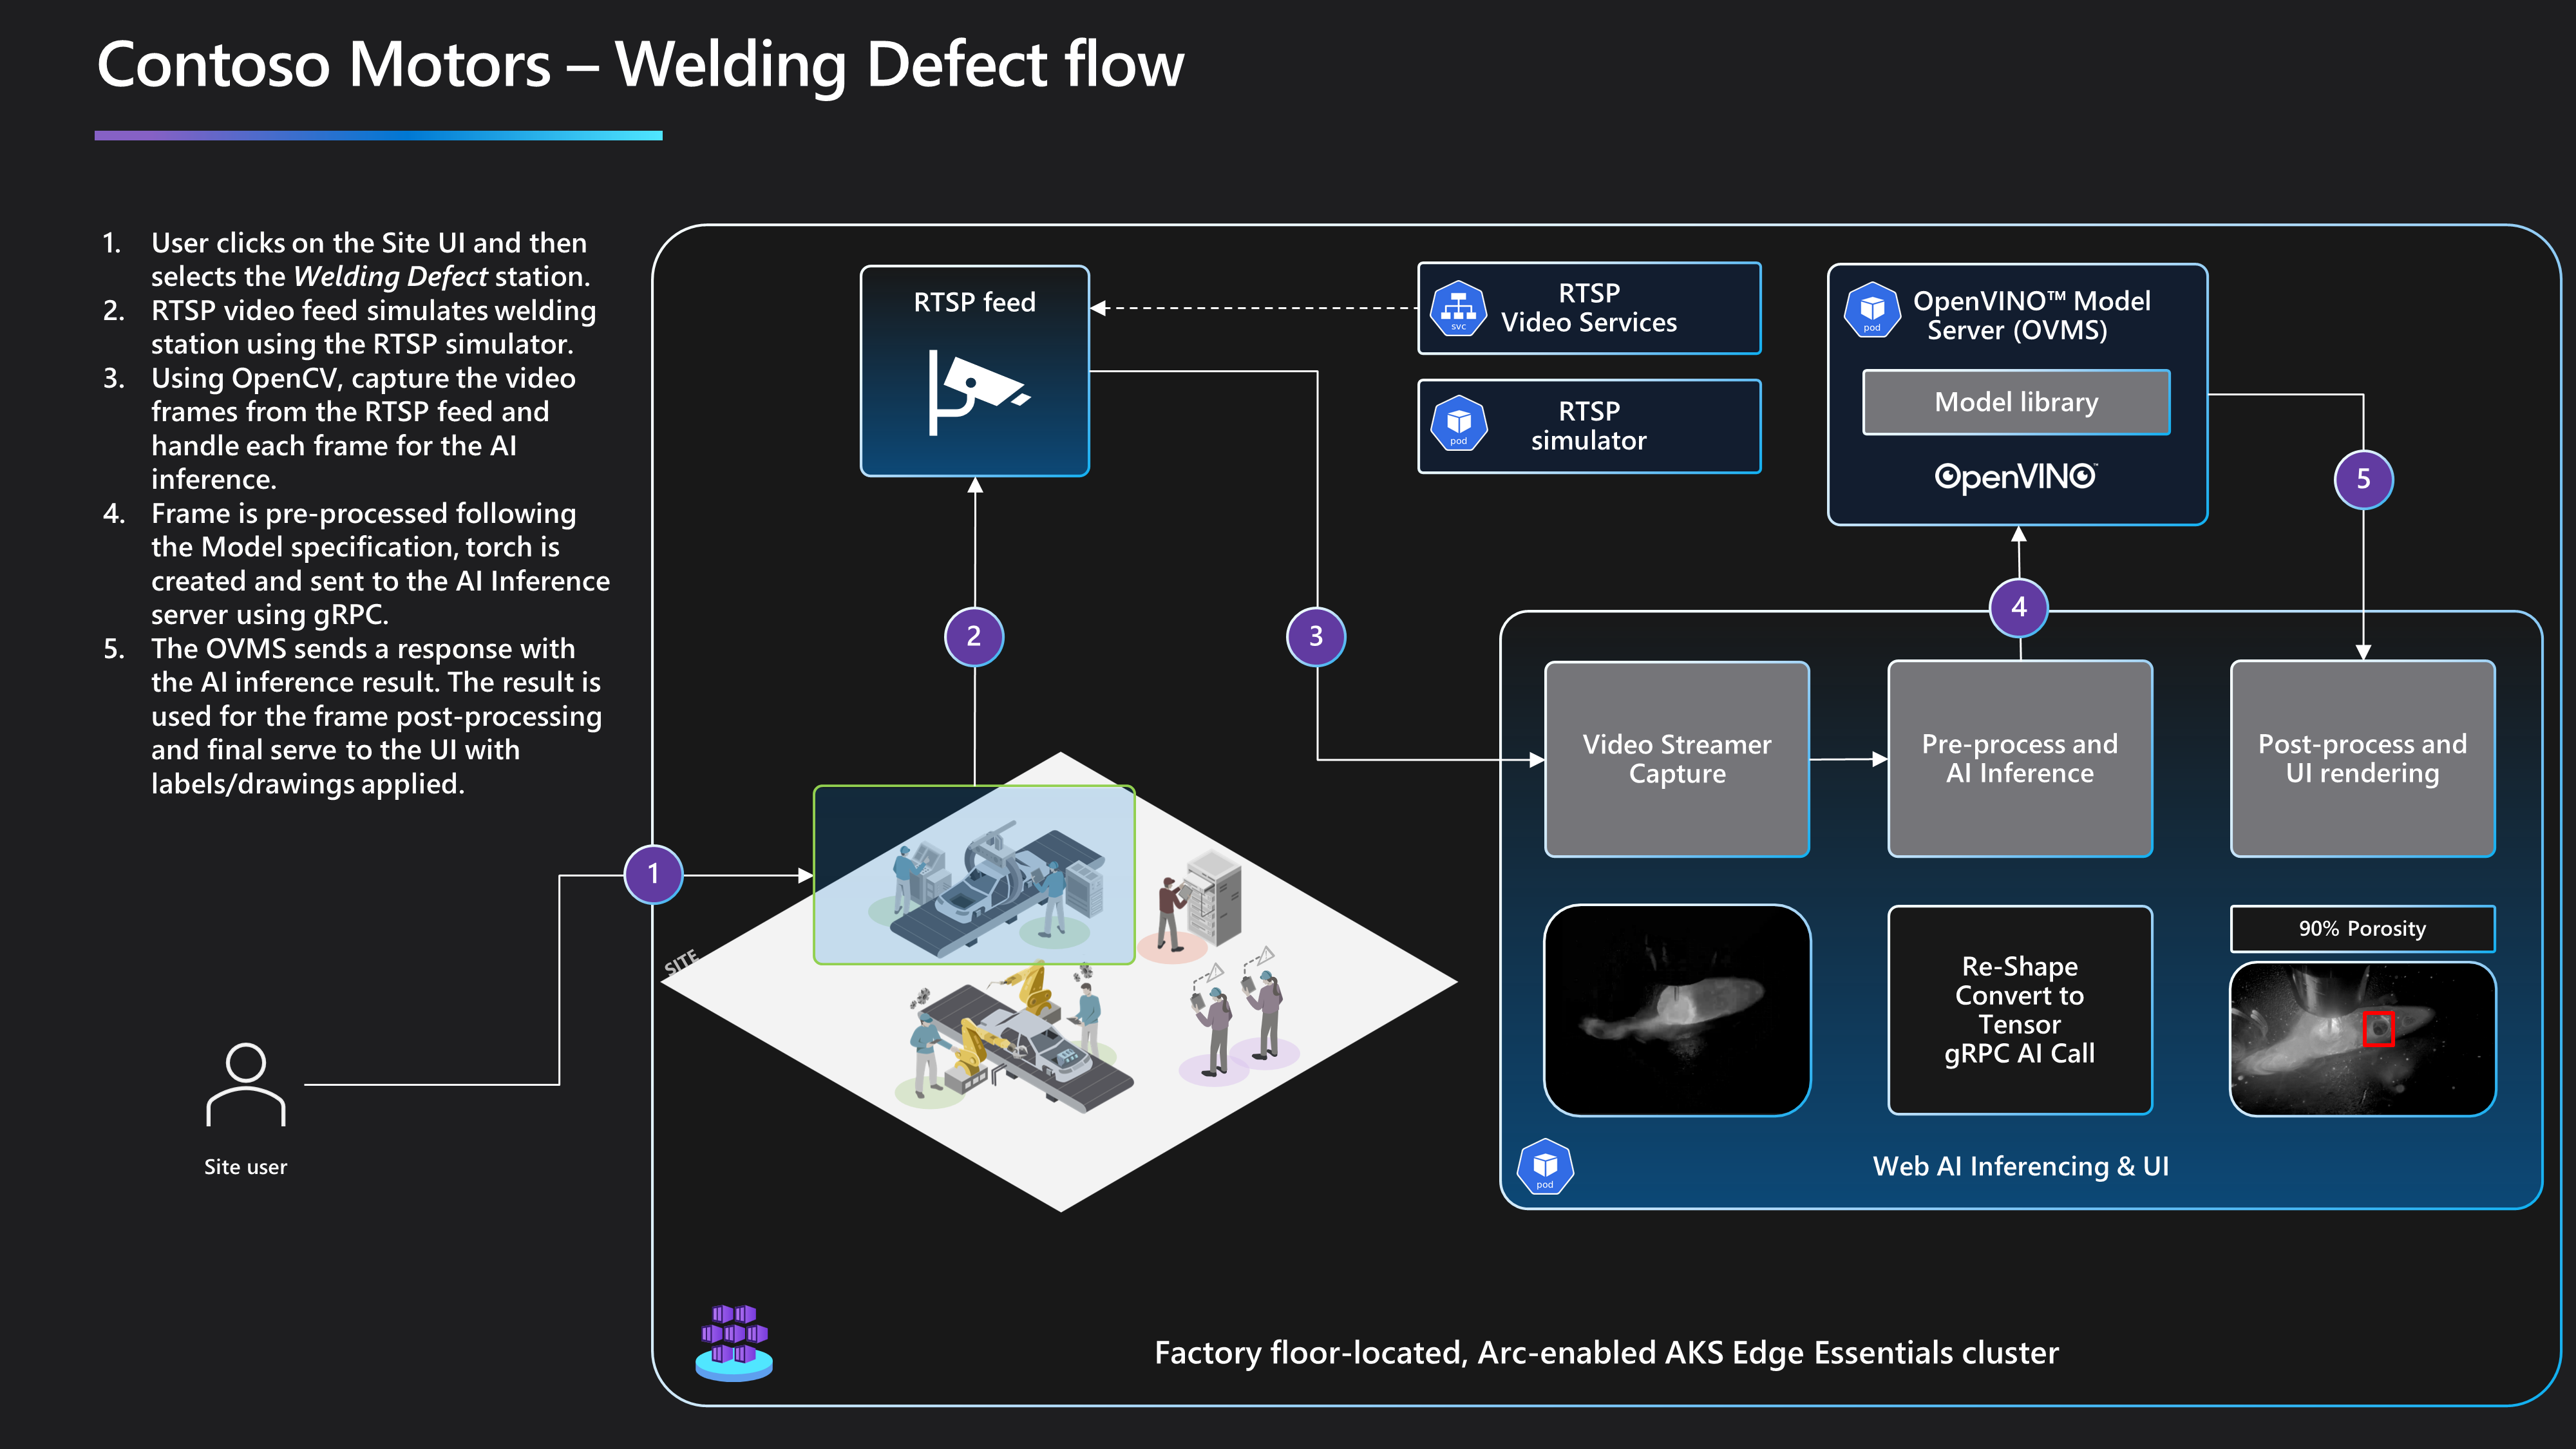 Contoso Motors – Welding Defect flow
1. User clicks on the Site UI and then
selects the Welding Defect station.
2. RTSP video feed simulates welding
station using the RTSP simulator.
3. Using OpenCV, capture the video
frames from the RTSP feed and
handle each frame for the AI
inference.
4. Frame is pre-processed following
the Model specification, torch is
created and sent to the AI Inference
server using gRPC.
5. The OVMS sends a response with
the AI inference result. The result is
used for the frame post-processing
and final serve to the UI with
labels/drawings applied.
RTSP feed
svc
RTSP
Video Services
pod
RTSP
simulator
pod
OpenVINO™ Model
Server (OVMS)
Model library
OpenVINO™
5
4
2
3
1
Video Streamer
Capture
Pre-process and
AI Inference
Post-process and
UI rendering
SITE
90% Porosity
Re-Shape
Convert to
Tensor
gRPC AI Call
Site user
pod
Web AI Inferencing & UI
Factory floor-located, Arc-enabled AKS Edge Essentials cluster